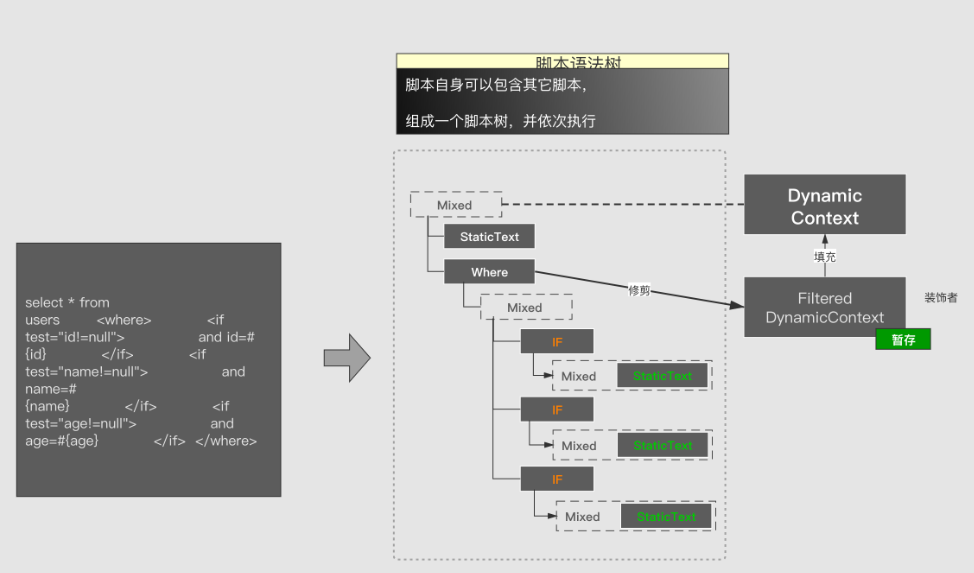 脚本语法树
脚本自身可以包含其它脚本，
组成一个脚本树，并依次执行
select * from
users <where> <if
test="id!=null"> and id=#
{id} </if> <if
test="name!=null"> and
name=#
{name} </if> <if
test="age!=null"> and
age=#{age} </if> </where>
Mixed
StaticText
Where
Mixed
IF
Mixed StaticText
IF
Mixed StaticText
IF
Mixed StaticText
修剪
Dynamic
Context
填充
Filtered
DynamicContext
装饰者
暂存